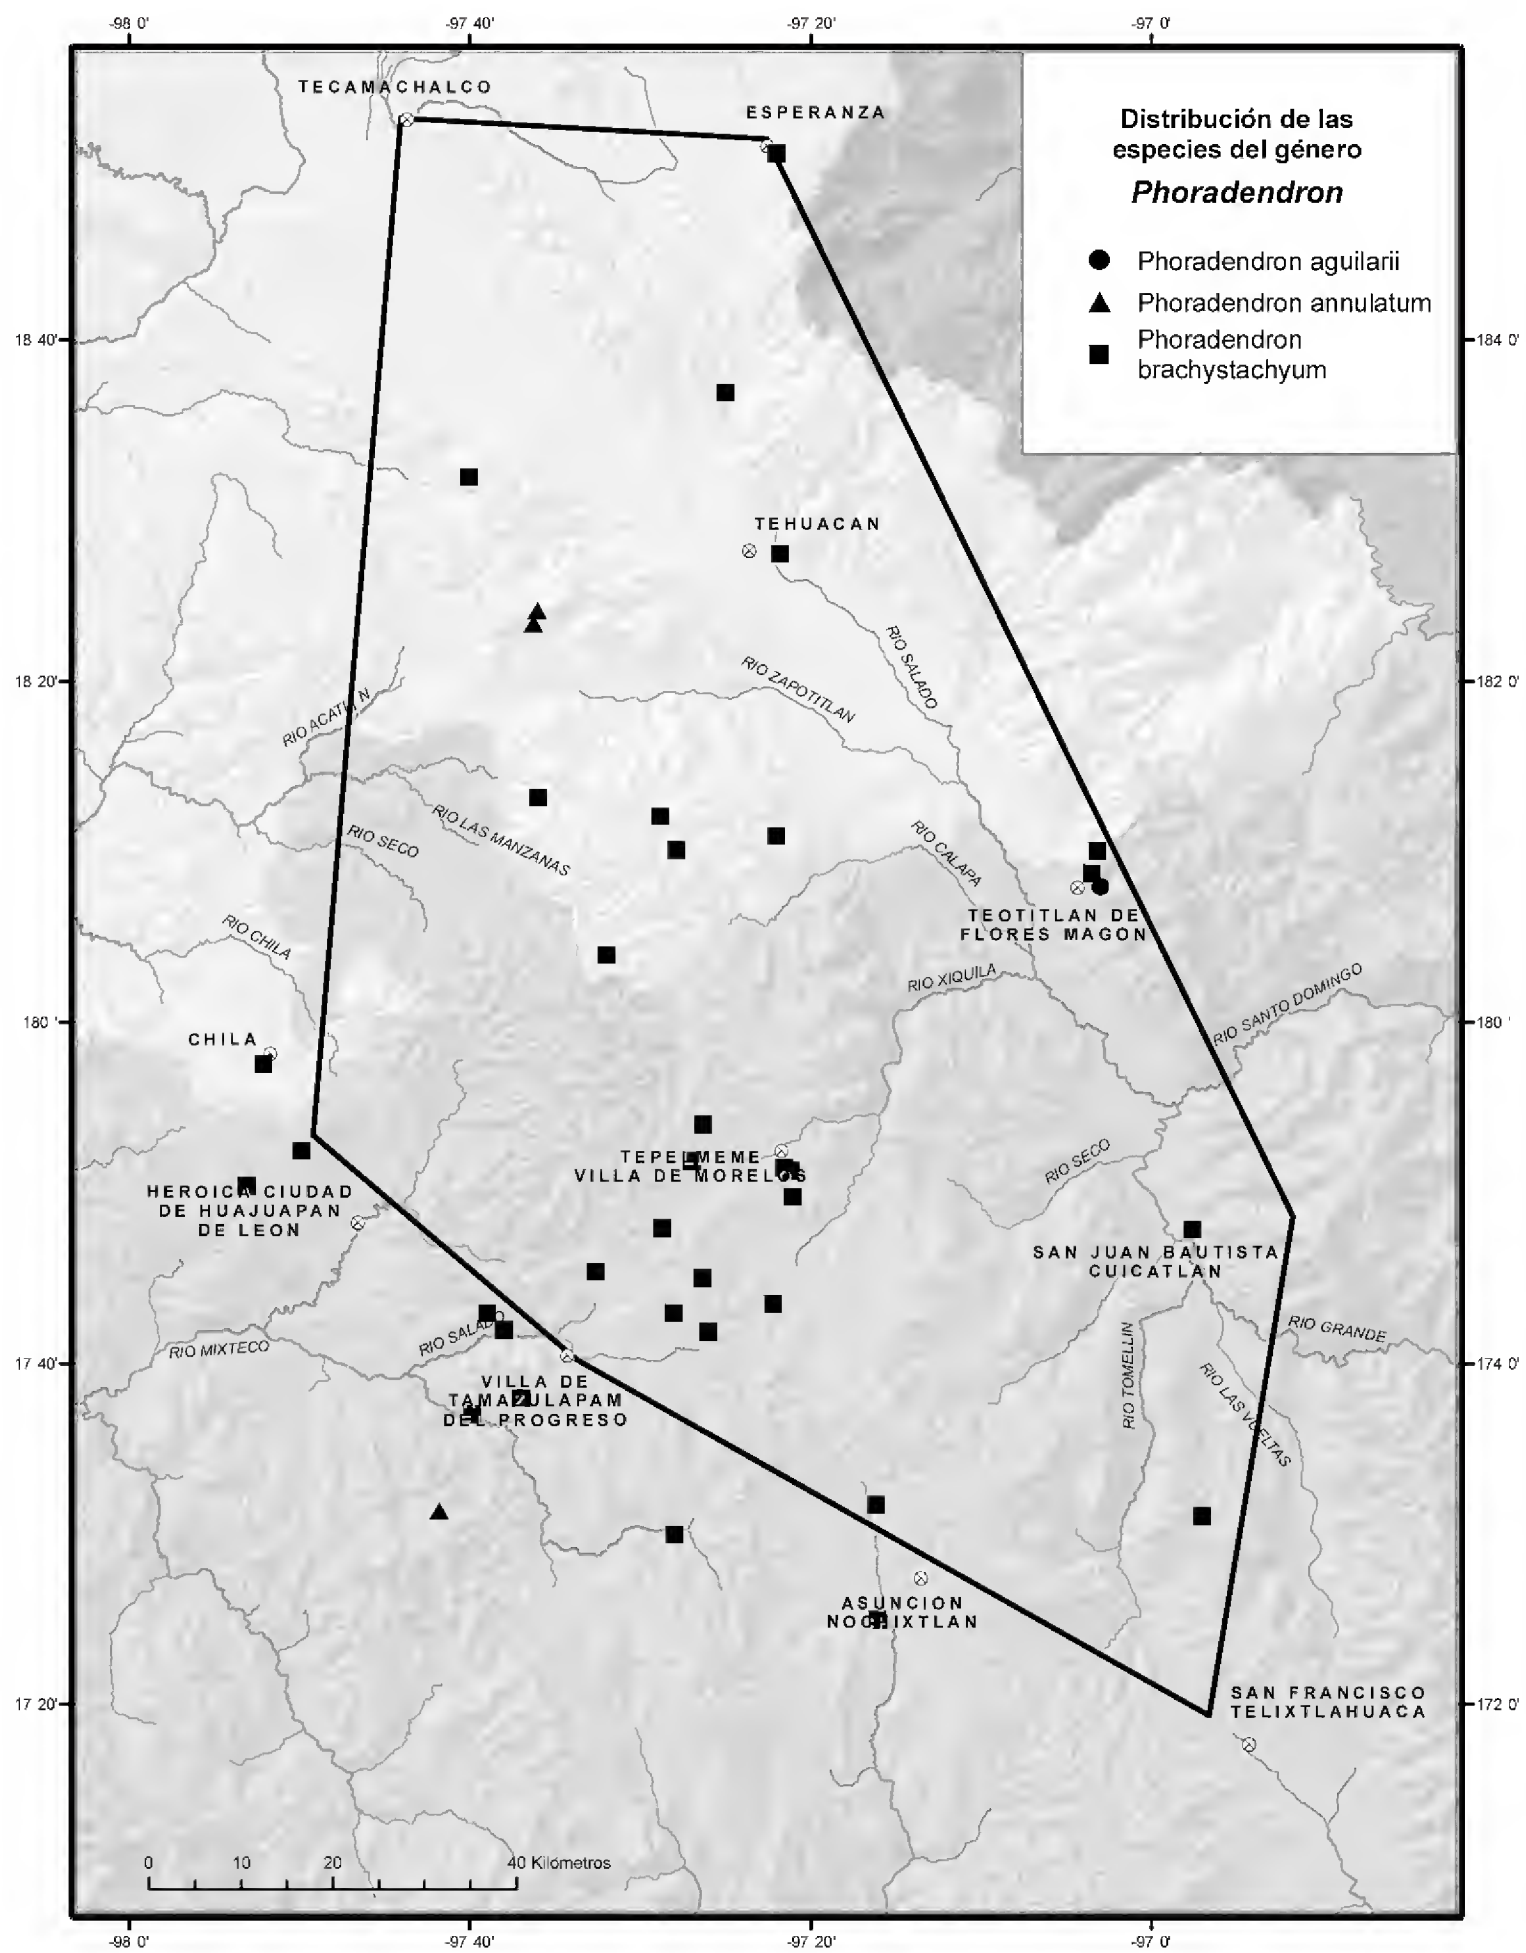 -98 0'
-97 40'
-97 20'
-97 0'
TECAMACHALCO
ESPERANZA
Distribución de las
especies del género
Phoradendron
Phoradendron aguilarii
Phoradendron annulatum
Phoradendron
brachystachyum
18 40'
184 0'
TEHUACAN
RIO SALADO
RIO ZAPOTITLAN
18 20'
182 0'
RIO ACATL N
RIO LAS MANZANAS
RIO SECO
RIO CALAPA
TEOTITLAN DE
FLORES MAGON
RIO CHILA
RIO XIQUILA
RIO SANTO DOMINGO
180 '
180 '
CHILA
TEPELMEME
VILLA DE MORELOS
RIO SECO
HEROICA CIUDAD
DE HUAJUAPAN
DE LEON
SAN JUAN BAUTISTA
CUICATLAN
RIO SALADO
RIO MIXTECO
RIO GRANDE
RIO TOMELLIN
RIO LAS VUELTAS
17 40'
174 0'
VILLA DE
TAMAZULAPAM
DEL PROGRESO
ASUNCION
NOCHIXTLAN
17 20'
172 0'
SAN FRANCISCO
TELIXTLAHUACA
0 10 20 40 Kilómetros
-98 0'
-97 40'
-97 20'
-97 0'